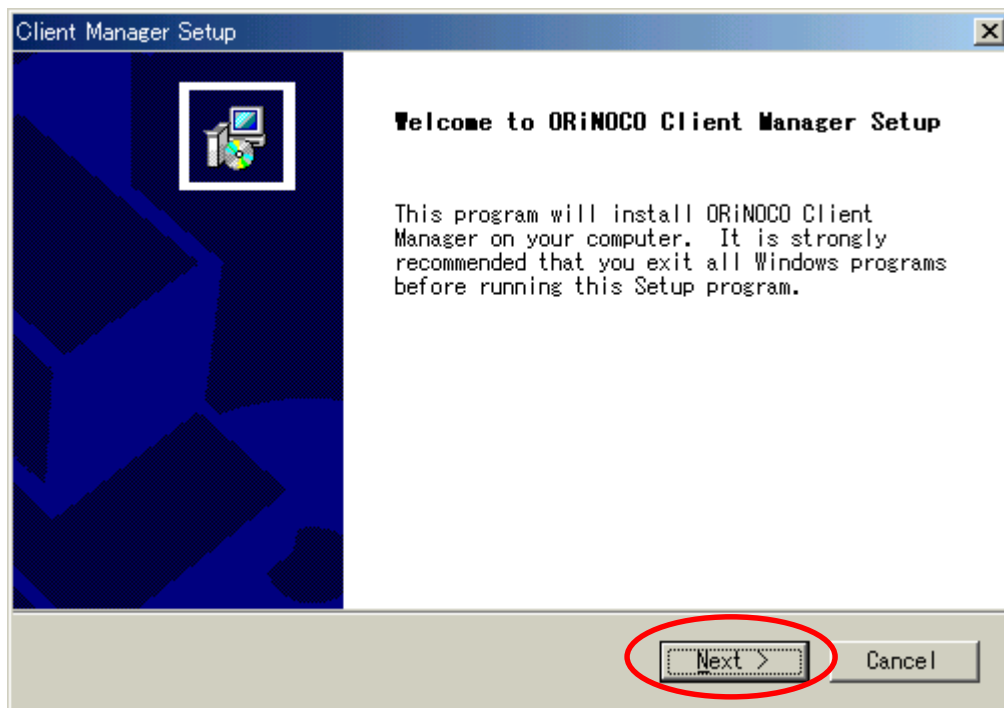 Client Manager Setup
Welcome to ORiNOCO Client Manager Setup
This program will install ORiNOCO Client
Manager on your computer.  It is strongly
recommended that you exit all Windows programs
before running this Setup program.
Next >
Cancel